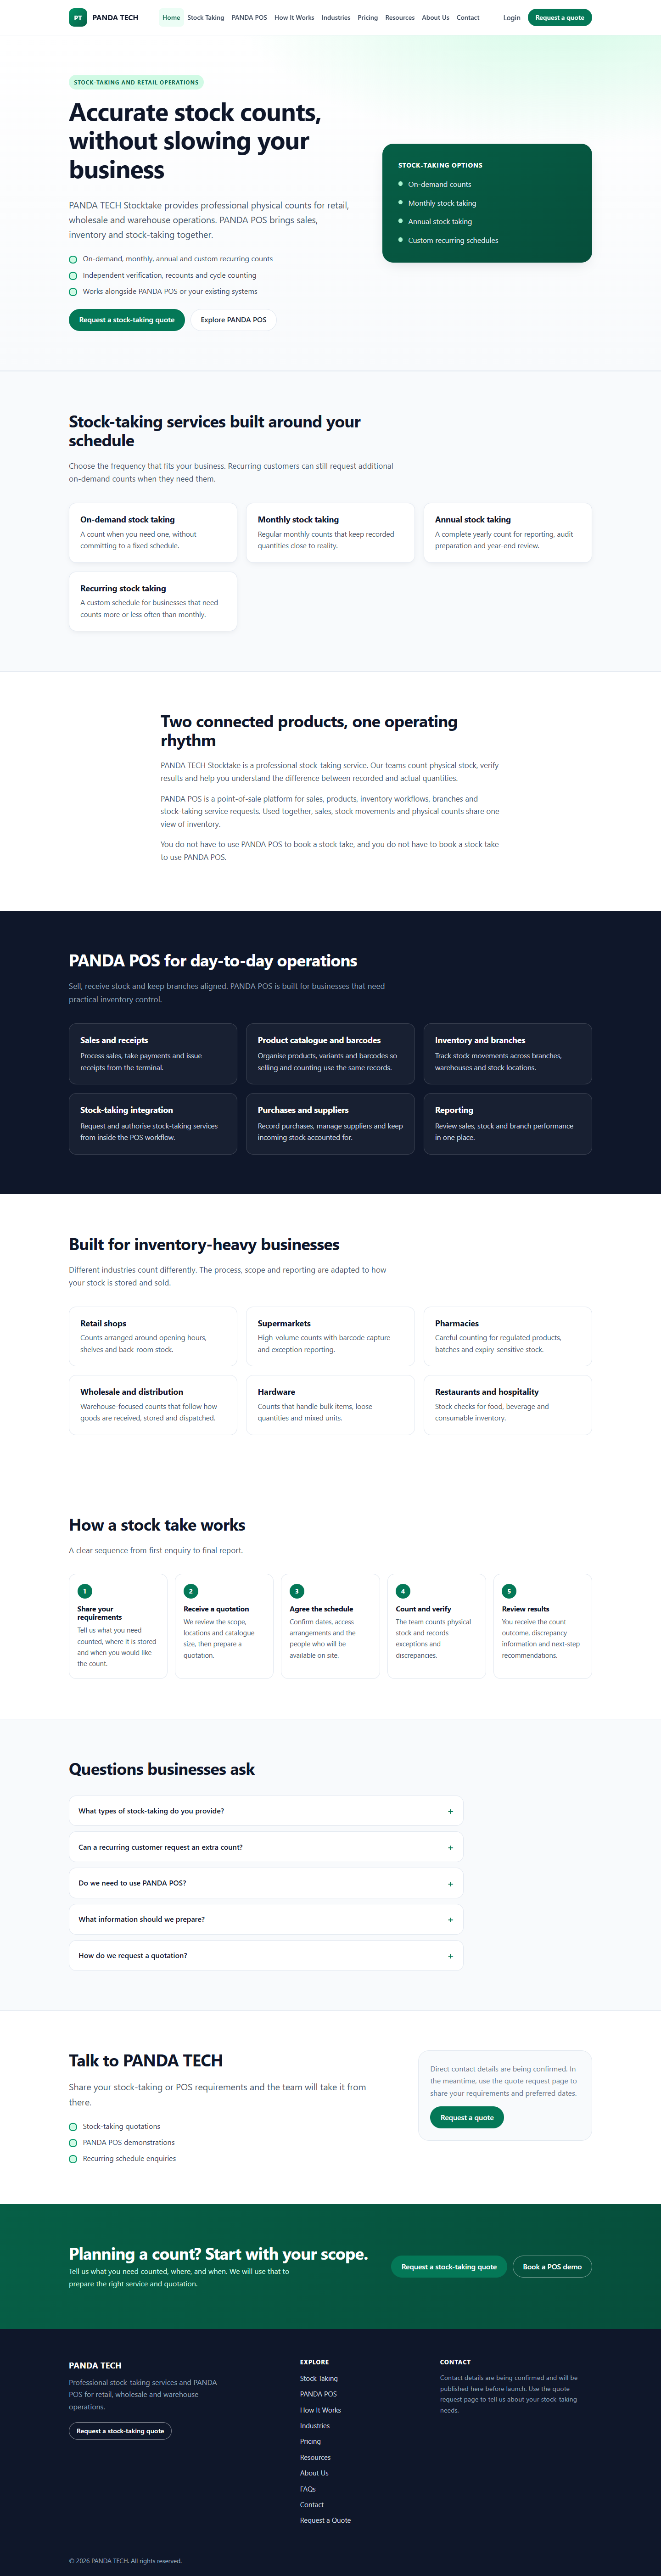 PT PANDA TECH Home Stock Taking PANDA POS How It Works Industries Pricing Resources About Us Contact Login Request a quote
STOCK-TAKING AND RETAIL OPERATIONS
Accurate stock counts,
without slowing your
business
PANDA TECH Stocktake provides professional physical counts for retail,
wholesale and warehouse operations. PANDA POS brings sales,
inventory and stock-taking together.
On-demand, monthly, annual and custom recurring counts
Independent verification, recounts and cycle counting
Works alongside PANDA POS or your existing systems
Request a stock-taking quote Explore PANDA POS
STOCK-TAKING OPTIONS
On-demand counts
Monthly stock taking
Annual stock taking
Custom recurring schedules
Stock-taking services built around your
schedule
Choose the frequency that fits your business. Recurring customers can still request additional
on-demand counts when they need them.
On-demand stock taking
A count when you need one, without
committing to a fixed schedule.
Monthly stock taking
Regular monthly counts that keep recorded
quantities close to reality.
Annual stock taking
A complete yearly count for reporting, audit
preparation and year-end review.
Recurring stock taking
A custom schedule for businesses that need
counts more or less often than monthly.
Two connected products, one operating
rhythm
PANDA TECH Stocktake is a professional stock-taking service. Our teams count physical stock, verify
results and help you understand the difference between recorded and actual quantities.
PANDA POS is a point-of-sale platform for sales, products, inventory workflows, branches and
stock-taking service requests. Used together, sales, stock movements and physical counts share one
view of inventory.
You do not have to use PANDA POS to book a stock take, and you do not have to book a stock take
to use PANDA POS.
PANDA POS for day-to-day operations
Sell, receive stock and keep branches aligned. PANDA POS is built for businesses that need
practical inventory control.
Sales and receipts
Process sales, take payments and issue
receipts from the terminal.
Product catalogue and barcodes
Organise products, variants and barcodes so
selling and counting use the same records.
Inventory and branches
Track stock movements across branches,
warehouses and stock locations.
Stock-taking integration
Request and authorise stock-taking services
from inside the POS workflow.
Purchases and suppliers
Record purchases, manage suppliers and keep
incoming stock accounted for.
Reporting
Review sales, stock and branch performance
in one place.
Built for inventory-heavy businesses
Different industries count differently. The process, scope and reporting are adapted to how
your stock is stored and sold.
Retail shops
Counts arranged around opening hours,
shelves and back-room stock.
Supermarkets
High-volume counts with barcode capture
and exception reporting.
Pharmacies
Careful counting for regulated products,
batches and expiry-sensitive stock.
Wholesale and distribution
Warehouse-focused counts that follow how
goods are received, stored and dispatched.
Hardware
Counts that handle bulk items, loose
quantities and mixed units.
Restaurants and hospitality
Stock checks for food, beverage and
consumable inventory.
How a stock take works
A clear sequence from first enquiry to final report.
1
Share your
requirements
Tell us what you need
counted, where it is stored
and when you would like
the count.
2
Receive a quotation
We review the scope,
locations and catalogue
size, then prepare a
quotation.
3
Agree the schedule
Confirm dates, access
arrangements and the
people who will be
available on site.
4
Count and verify
The team counts physical
stock and records
exceptions and
discrepancies.
5
Review results
You receive the count
outcome, discrepancy
information and next-step
recommendations.
Questions businesses ask
What types of stock-taking do you provide? +
Can a recurring customer request an extra count? +
Do we need to use PANDA POS? +
What information should we prepare? +
How do we request a quotation? +
Talk to PANDA TECH
Share your stock-taking or POS requirements and the team will take it from
there.
Stock-taking quotations
PANDA POS demonstrations
Recurring schedule enquiries
Direct contact details are being confirmed. In
the meantime, use the quote request page to
share your requirements and preferred dates.
Request a quote
Planning a count? Start with your scope.
Tell us what you need counted, where, and when. We will use that to
prepare the right service and quotation.
Request a stock-taking quote Book a POS demo
PANDA TECH
Professional stock-taking services and PANDA
POS for retail, wholesale and warehouse
operations.
Request a stock-taking quote
EXPLORE
Stock Taking
PANDA POS
How It Works
Industries
Pricing
Resources
About Us
FAQs
Contact
Request a Quote
CONTACT
Contact details are being confirmed and will be
published here before launch. Use the quote
request page to tell us about your stock-taking
needs.
© 2026 PANDA TECH. All rights reserved.